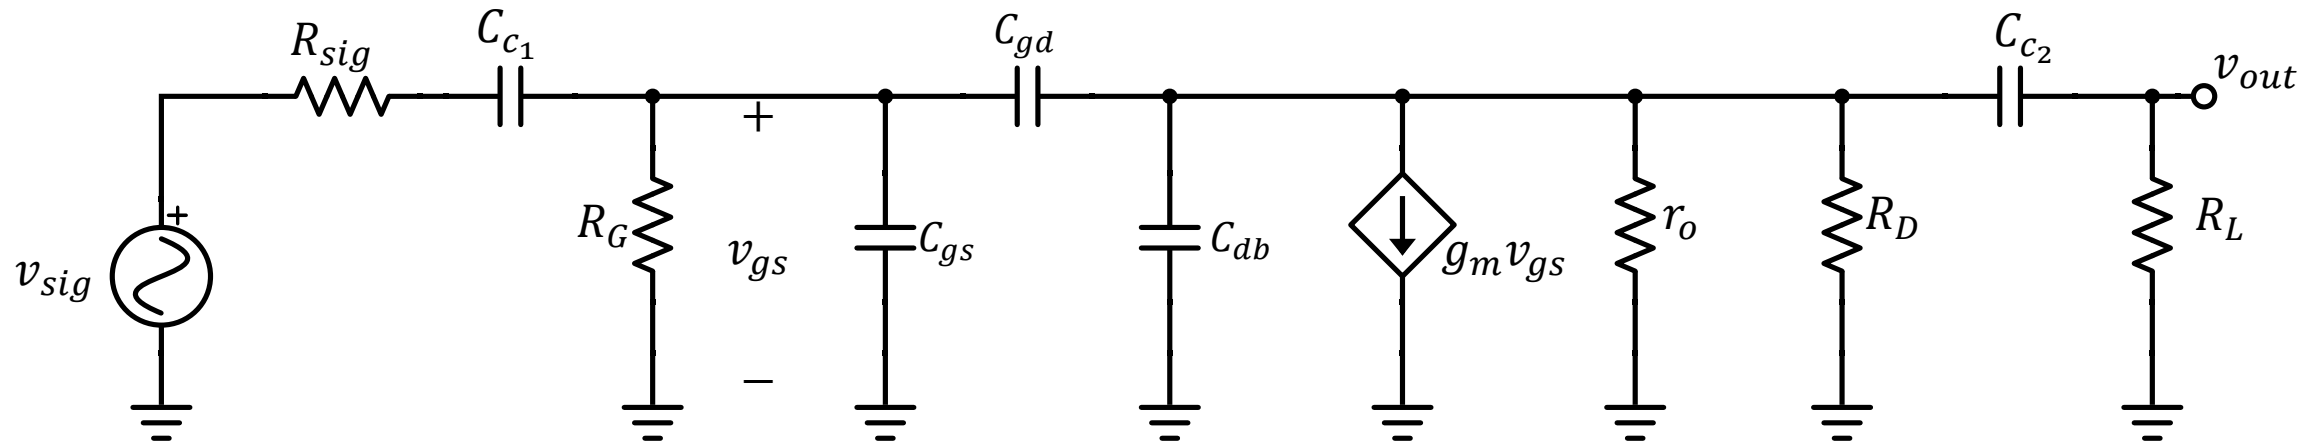 R_sig
C_c₁
C_gd
C_c₂
v_out
+
+
R_G
v_gs
C_gs
C_db
g_m v_gs
r_o
R_D
R_L
v_sig
−